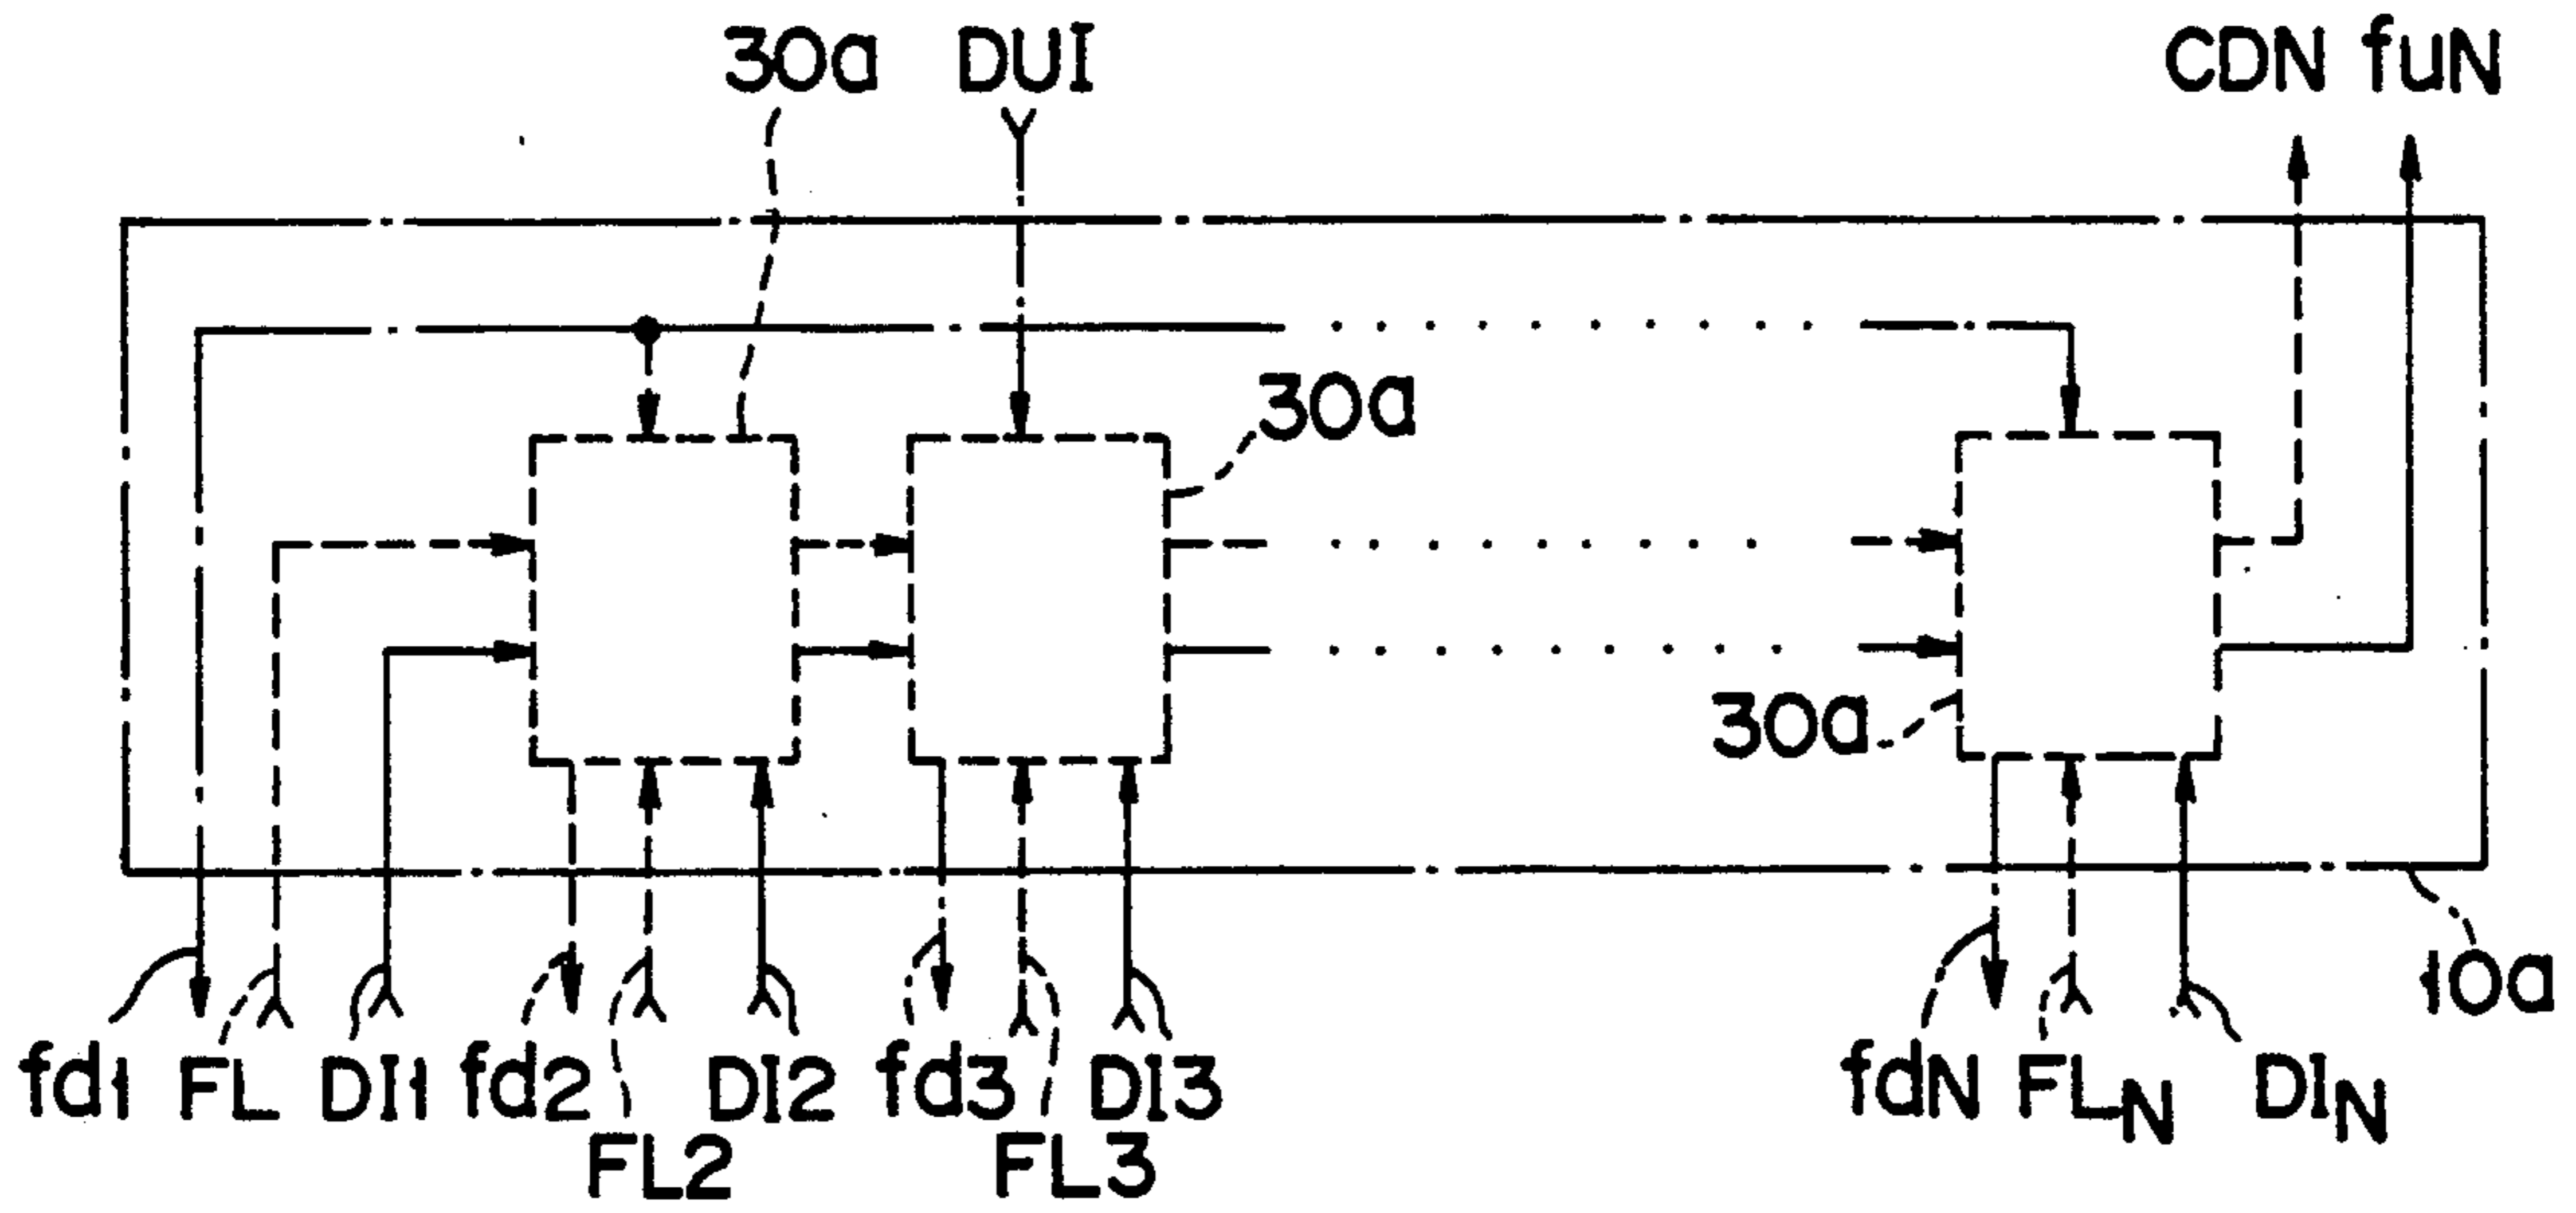 30a DUI CDN fuN
30a
30a
10a
fd1 FL DI1 fd2 DI2 fd3 DI3 fdN FLN DIN
FL2 FL3